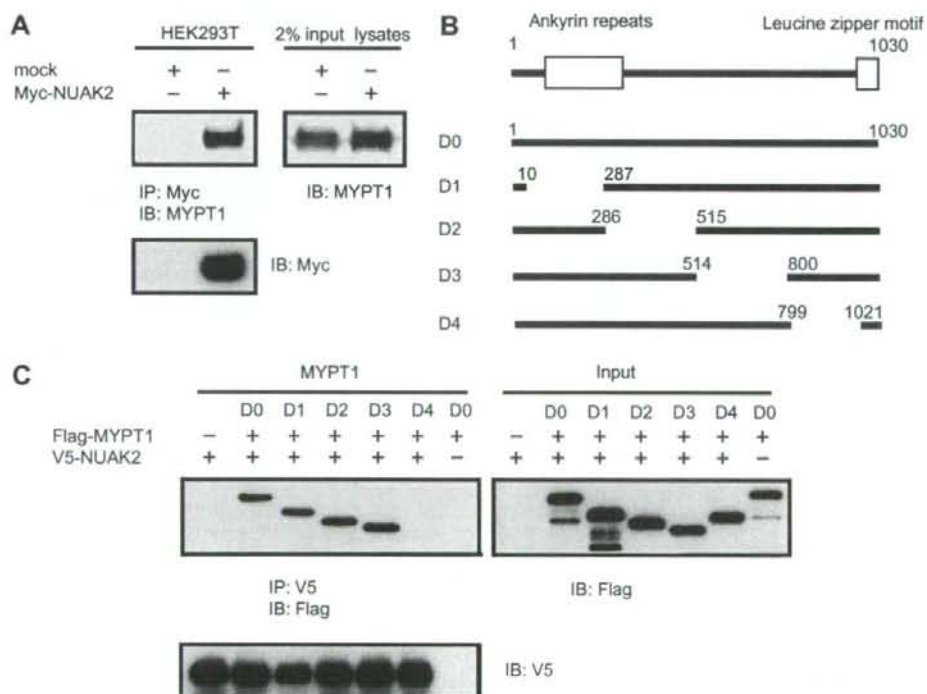 A
HEK293T
2% input lysates
mock + − + −
Myc-NUAK2 − + − +
IP: Myc
IB: MYPT1
IB: MYPT1
IB: Myc
B
Ankyrin repeats
Leucine zipper motif
1 1030
D0 1 1030
D1 10 287
D2 286 515
D3 514 800
D4 799 1021
C
MYPT1 Input
D0 D1 D2 D3 D4 D0 D0 D1 D2 D3 D4 D0
Flag-MYPT1 − + + + + + + − + + + + + +
V5-NUAK2 + + + + + + − + + + + + + −
IP: V5
IB: Flag
IB: Flag
IB: V5